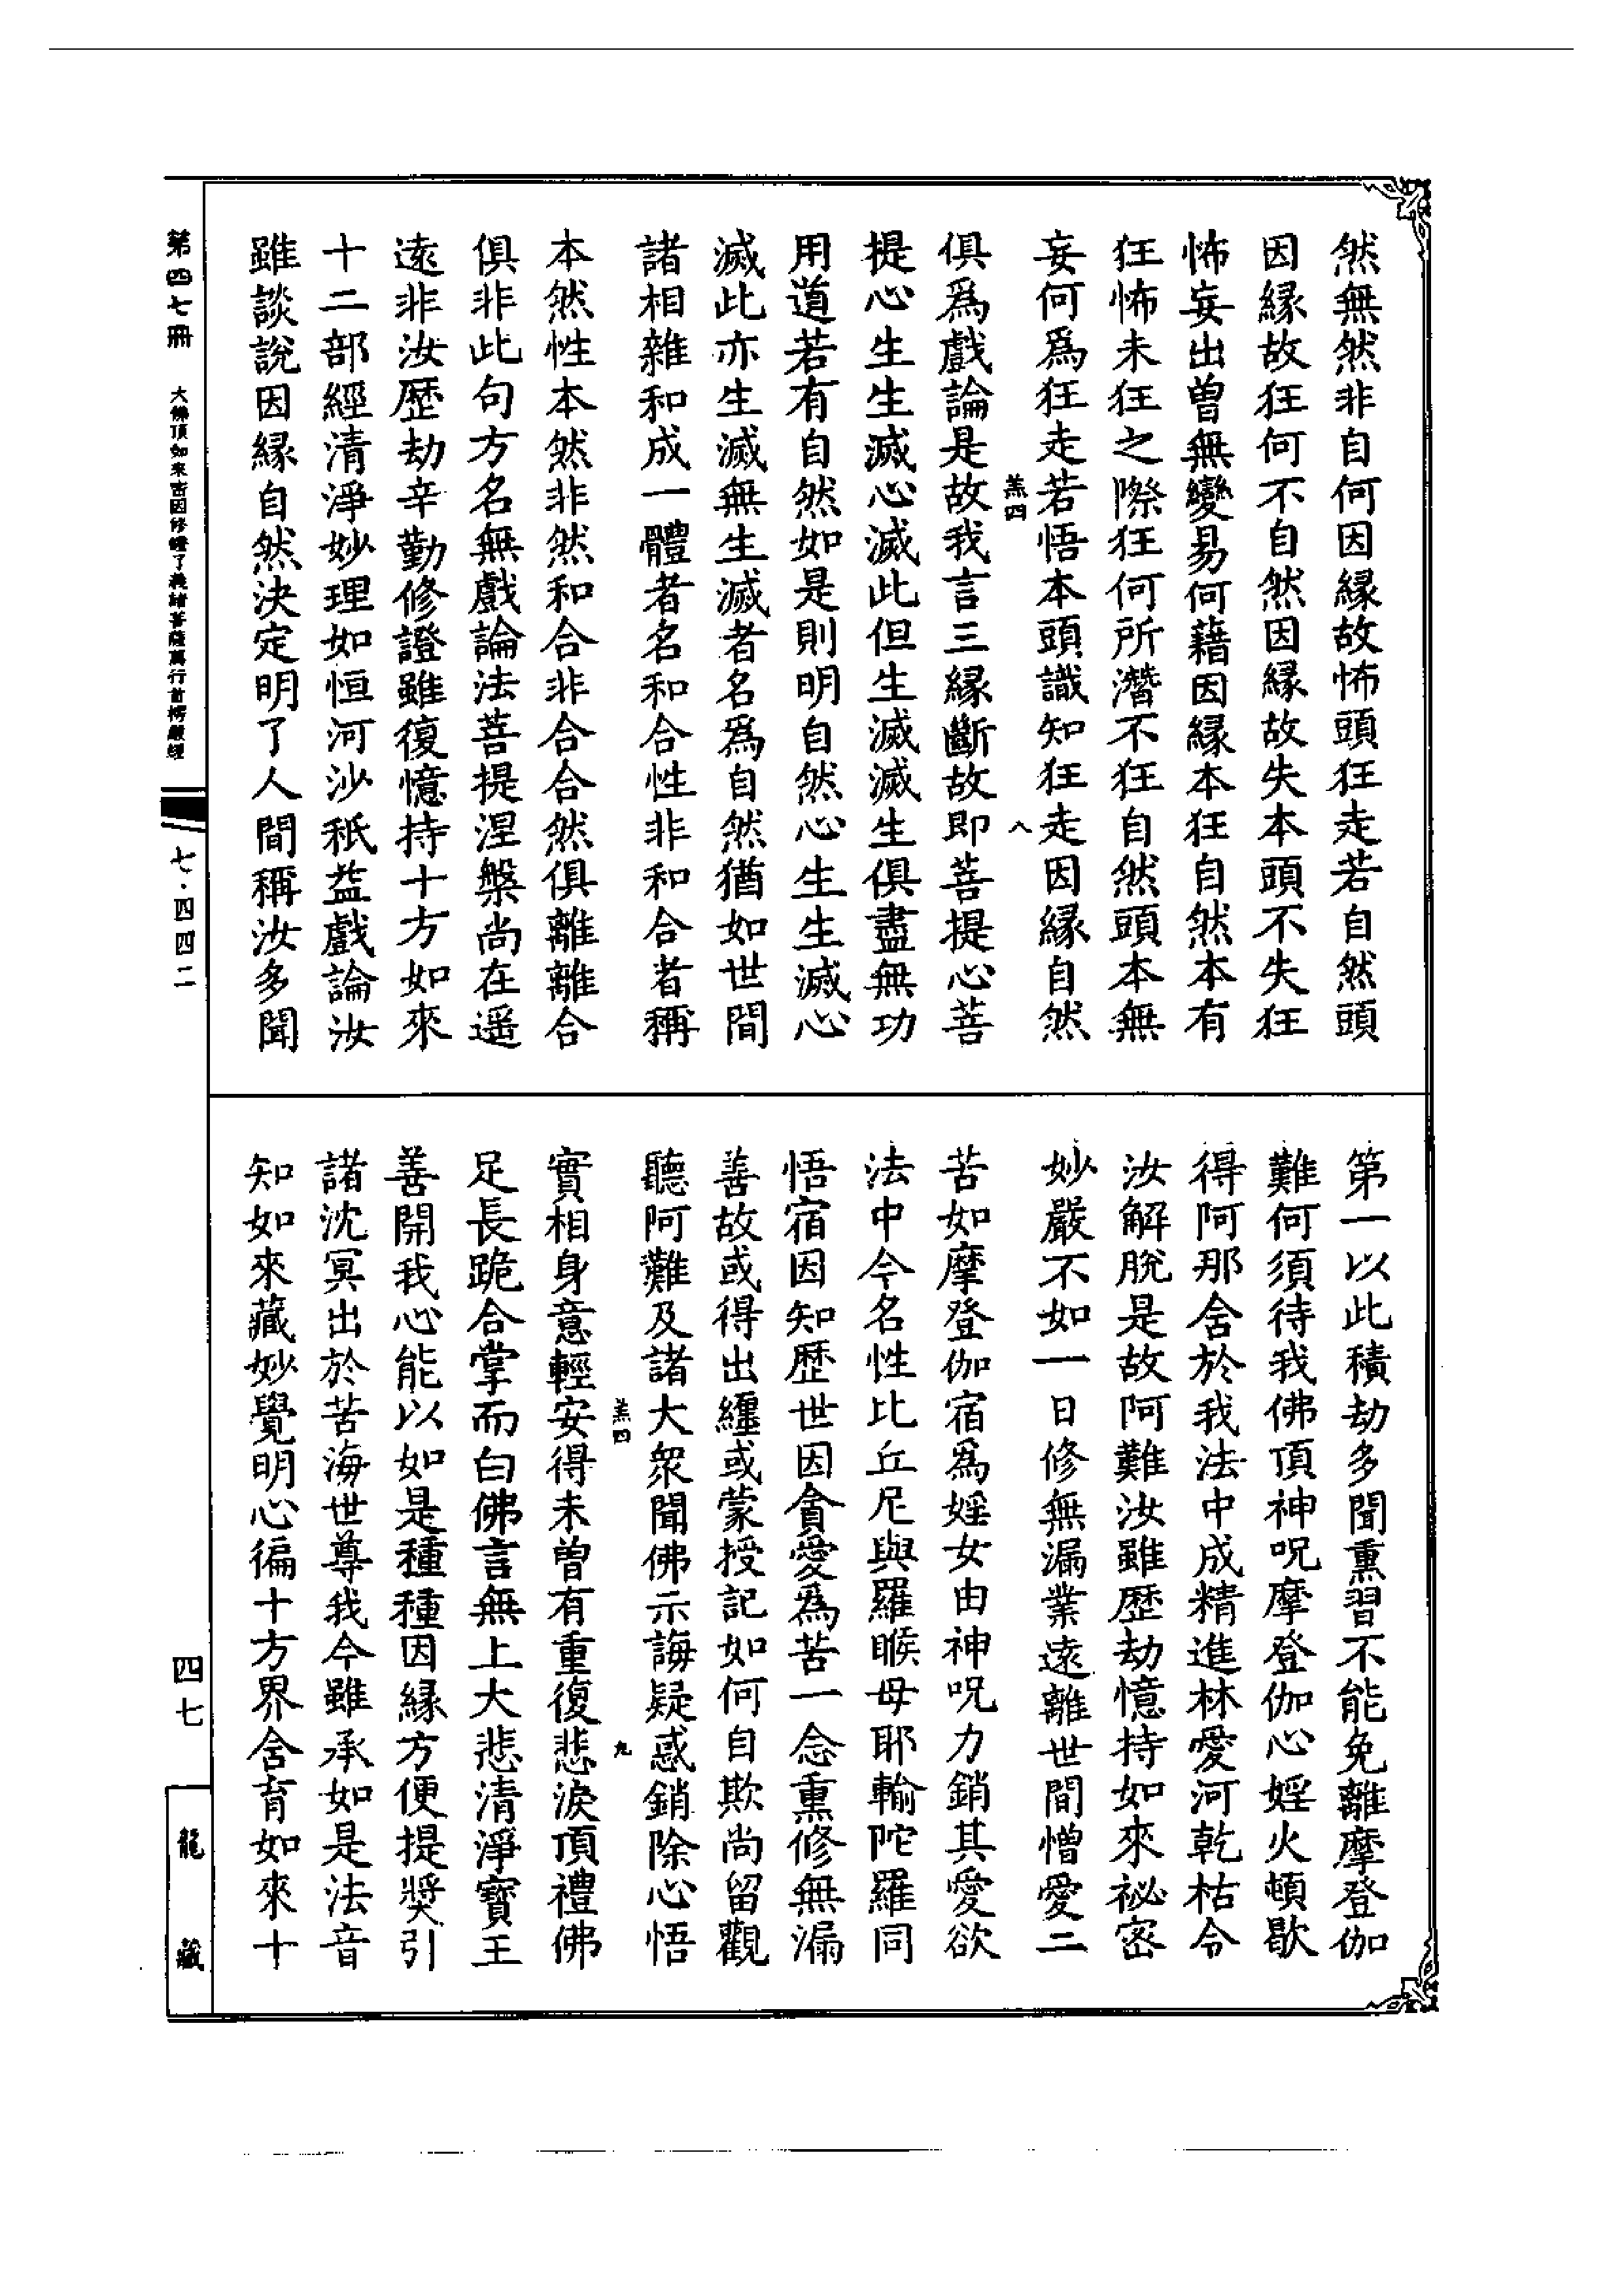 然無然非自何因緣故怖頭狂走若自然頭
因緣故狂何不自然因緣故失本頭不失狂
怖妄出曾無變易何藉因緣本狂自然本有
狂怖未狂之際狂何所潛不狂自然頭本無
妄何爲狂走若悟本頭識知狂走因緣自然
羔四
八
俱爲戲論是故我言三緣斷故即菩提心菩
提心生生滅心滅此但生滅滅生俱盡無功
用道若有自然如是則明自然心生生滅心
滅此亦生滅無生滅者名爲自然猶如世間
諸相雜和成一體者名和合性非和合者稱
本然性本然非然和合非合合然俱離離合
俱非此句方名無戲論法菩提涅槃尚在遥
遠非汝歷劫辛勤修證雖復憶持十方如來
十二部經清淨妙理如恒河沙秖益戲論汝
雖談說因緣自然決定明了人間稱汝多聞
第一以此積劫多聞熏習不能免離摩登伽
難何須待我佛頂神呪摩登伽心婬火頓歇
得阿那含於我法中成精進林愛河乾枯令
汝解脫是故阿難汝雖歷劫憶持如來祕密
妙嚴不如一日修無漏業遠離世間憎愛二
苦如摩登伽宿爲婬女由神呪力銷其愛欲
法中今名性比丘尼與羅睺母耶輸陀羅同
悟宿因知歷世因貪愛爲苦一念熏修無漏
善故或得出纏或蒙授記如何自欺尚留觀
聽阿難及諸大衆聞佛示誨疑惑銷除心悟
羔四
九
實相身意輕安得未曾有重復悲淚頂禮佛
足長跪合掌而白佛言無上大悲清淨寶王
善開我心能以如是種種因緣方便提獎引
諸沈冥出於苦海世尊我今雖承如是法音
知如來藏妙覺明心徧十方界含育如來十
第四七冊
大佛頂如來密因修證了義諸菩薩萬行首楞嚴經
七·四四二
四七
龍藏